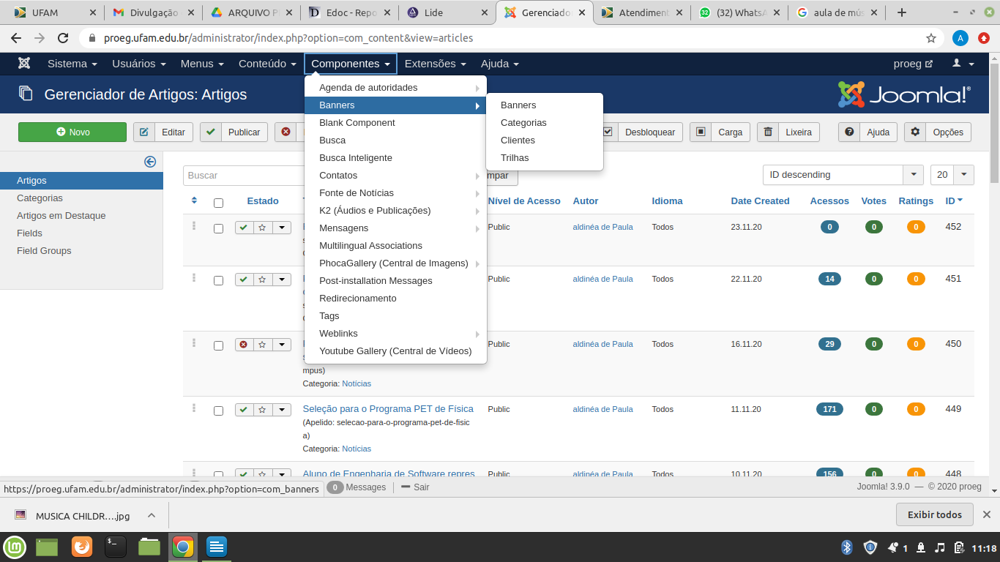 UFAM
Divulgação
ARQUIVO P
Edoc - Repo
Lide
Gerenciado
Atendiment
(32) WhatsA
aula de mús
proeg.ufam.edu.br/administrator/index.php?option=com_content&view=articles
A
Sistema
Usuários
Menus
Conteúdo
Componentes
Extensões
Ajuda
proeg
Gerenciador de Artigos: Artigos
Joomla!®
Novo
Editar
Publicar
Desbloquear
Carga
Lixeira
Ajuda
Opções
Agenda de autoridades
Banners
Blank Component
Busca
Busca Inteligente
Contatos
Fonte de Notícias
K2 (Áudios e Publicações)
Mensagens
Multilingual Associations
PhocaGallery (Central de Imagens)
Post-installation Messages
Redirecionamento
Tags
Weblinks
Youtube Gallery (Central de Vídeos)
Banners
Categorias
Clientes
Trilhas
Artigos
Categorias
Artigos em Destaque
Fields
Field Groups
Buscar
mpar
ID descending
20
Estado
Nível de Acesso
Autor
Idioma
Date Created
Acessos
Votes
Ratings
ID
Public
aldinéa de Paula
Todos
23.11.20
0
0
0
452
Public
aldinéa de Paula
Todos
22.11.20
14
0
0
451
Public
aldinéa de Paula
Todos
16.11.20
29
0
0
450
mpus)
Categoria: Notícias
Seleção para o Programa PET de Física
(Apelido: selecao-para-o-programa-pet-de-fisic
a)
Categoria: Notícias
Public
aldinéa de Paula
Todos
11.11.20
171
0
0
449
Aluno de Engenharia de Software repres
Public
aldinéa de Paula
Todos
10.11.20
156
0
0
448
https://proeg.ufam.edu.br/administrator/index.php?option=com_banners
0 Messages
Sair
Joomla! 3.9.0 — © 2020 proeg
MUSICA CHILDR....jpg
Exibir todos
1
11:18